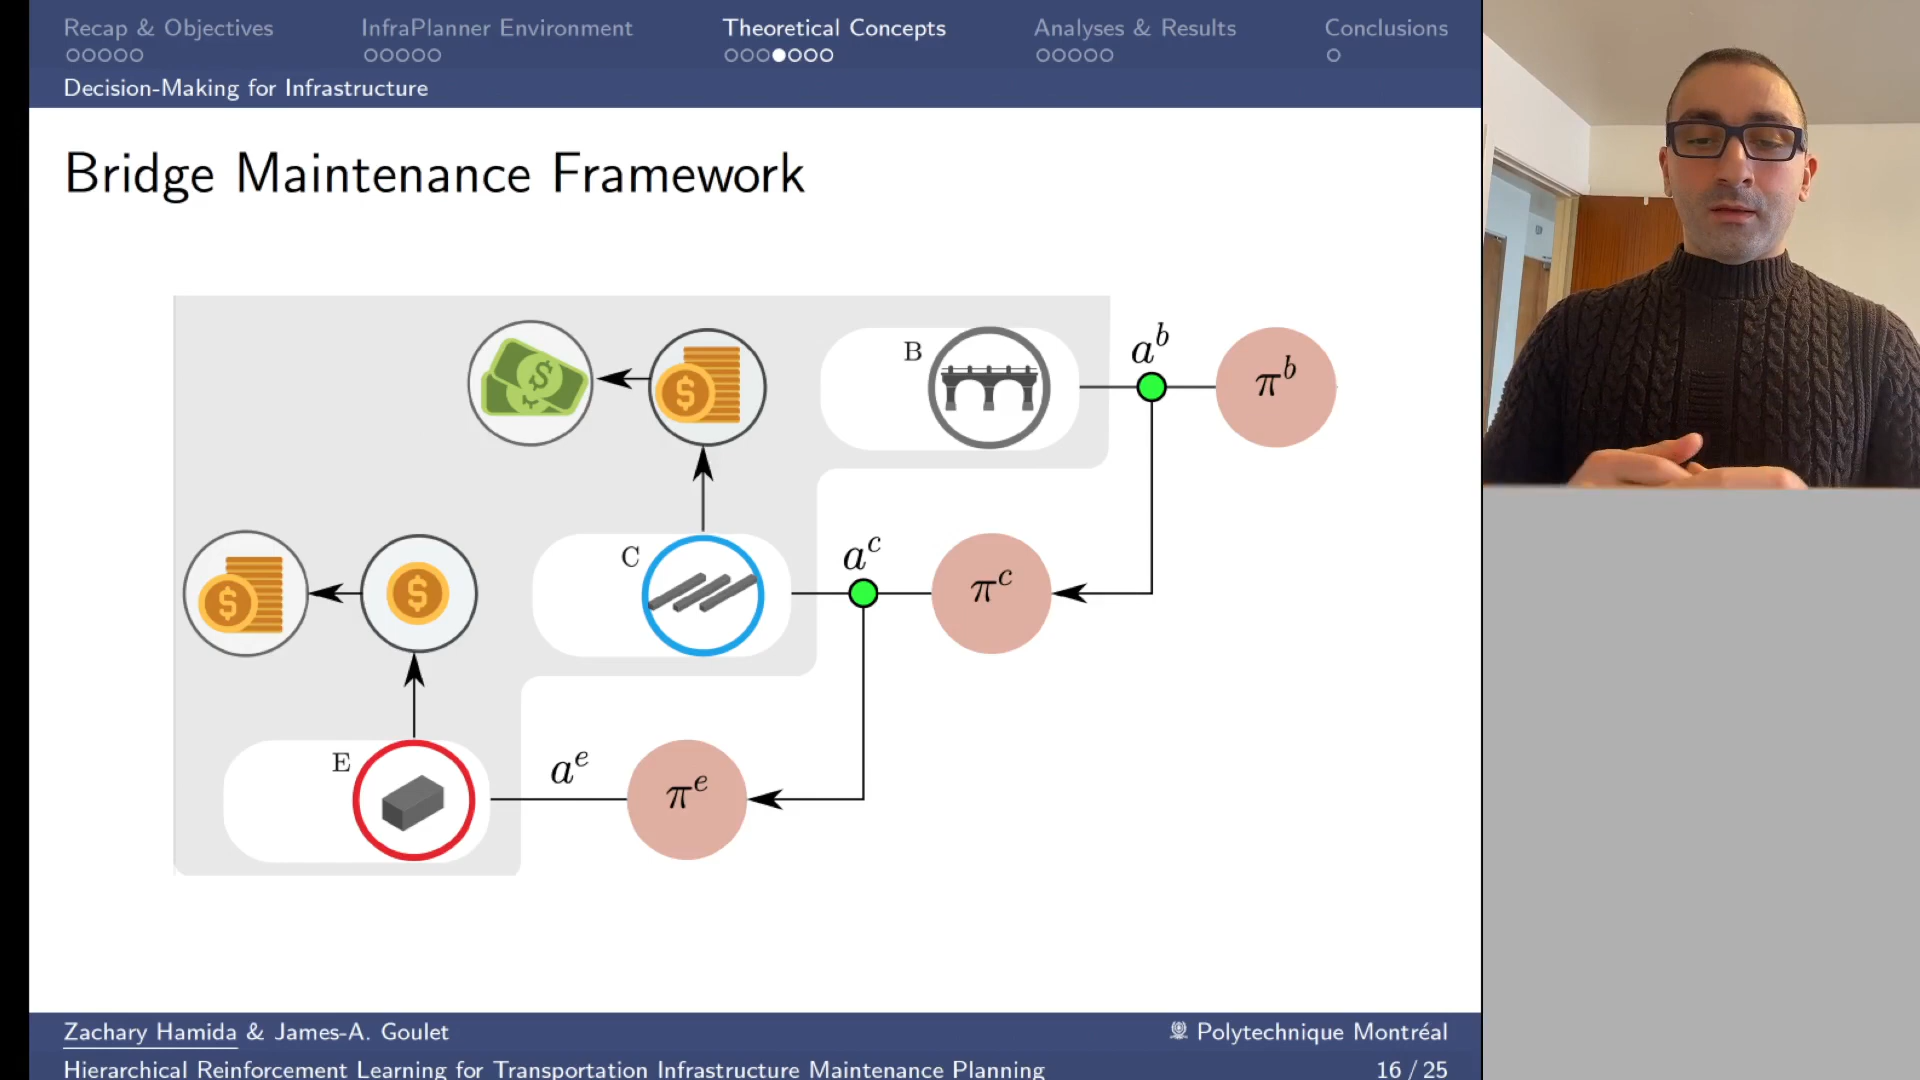 Recap & Objectives InfraPlanner Environment Theoretical Concepts Analyses & Results Conclusions
Decision-Making for Infrastructure
Bridge Maintenance Framework
B a^b π^b
C a^c π^c
E a^e π^e
Zachary Hamida & James-A. Goulet Polytechnique Montréal
Hierarchical Reinforcement Learning for Transportation Infrastructure Maintenance Planning 16 / 25